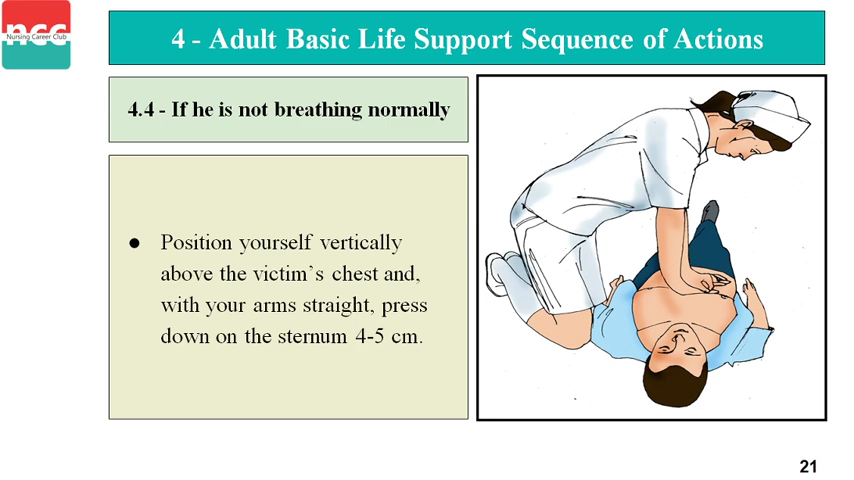 ncc
Nursing Career Club
4 - Adult Basic Life Support Sequence of Actions
4.4 - If he is not breathing normally
● Position yourself vertically
above the victim's chest and,
with your arms straight, press
down on the sternum 4-5 cm.
21